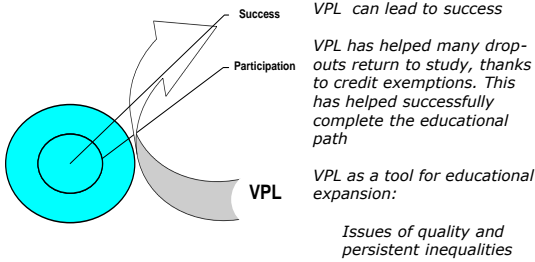 Success
Participation
VPL
VPL can lead to success
VPL has helped many drop-
outs return to study, thanks
to credit exemptions. This
has helped successfully
complete the educational
path
VPL as a tool for educational
expansion:
Issues of quality and
persistent inequalities